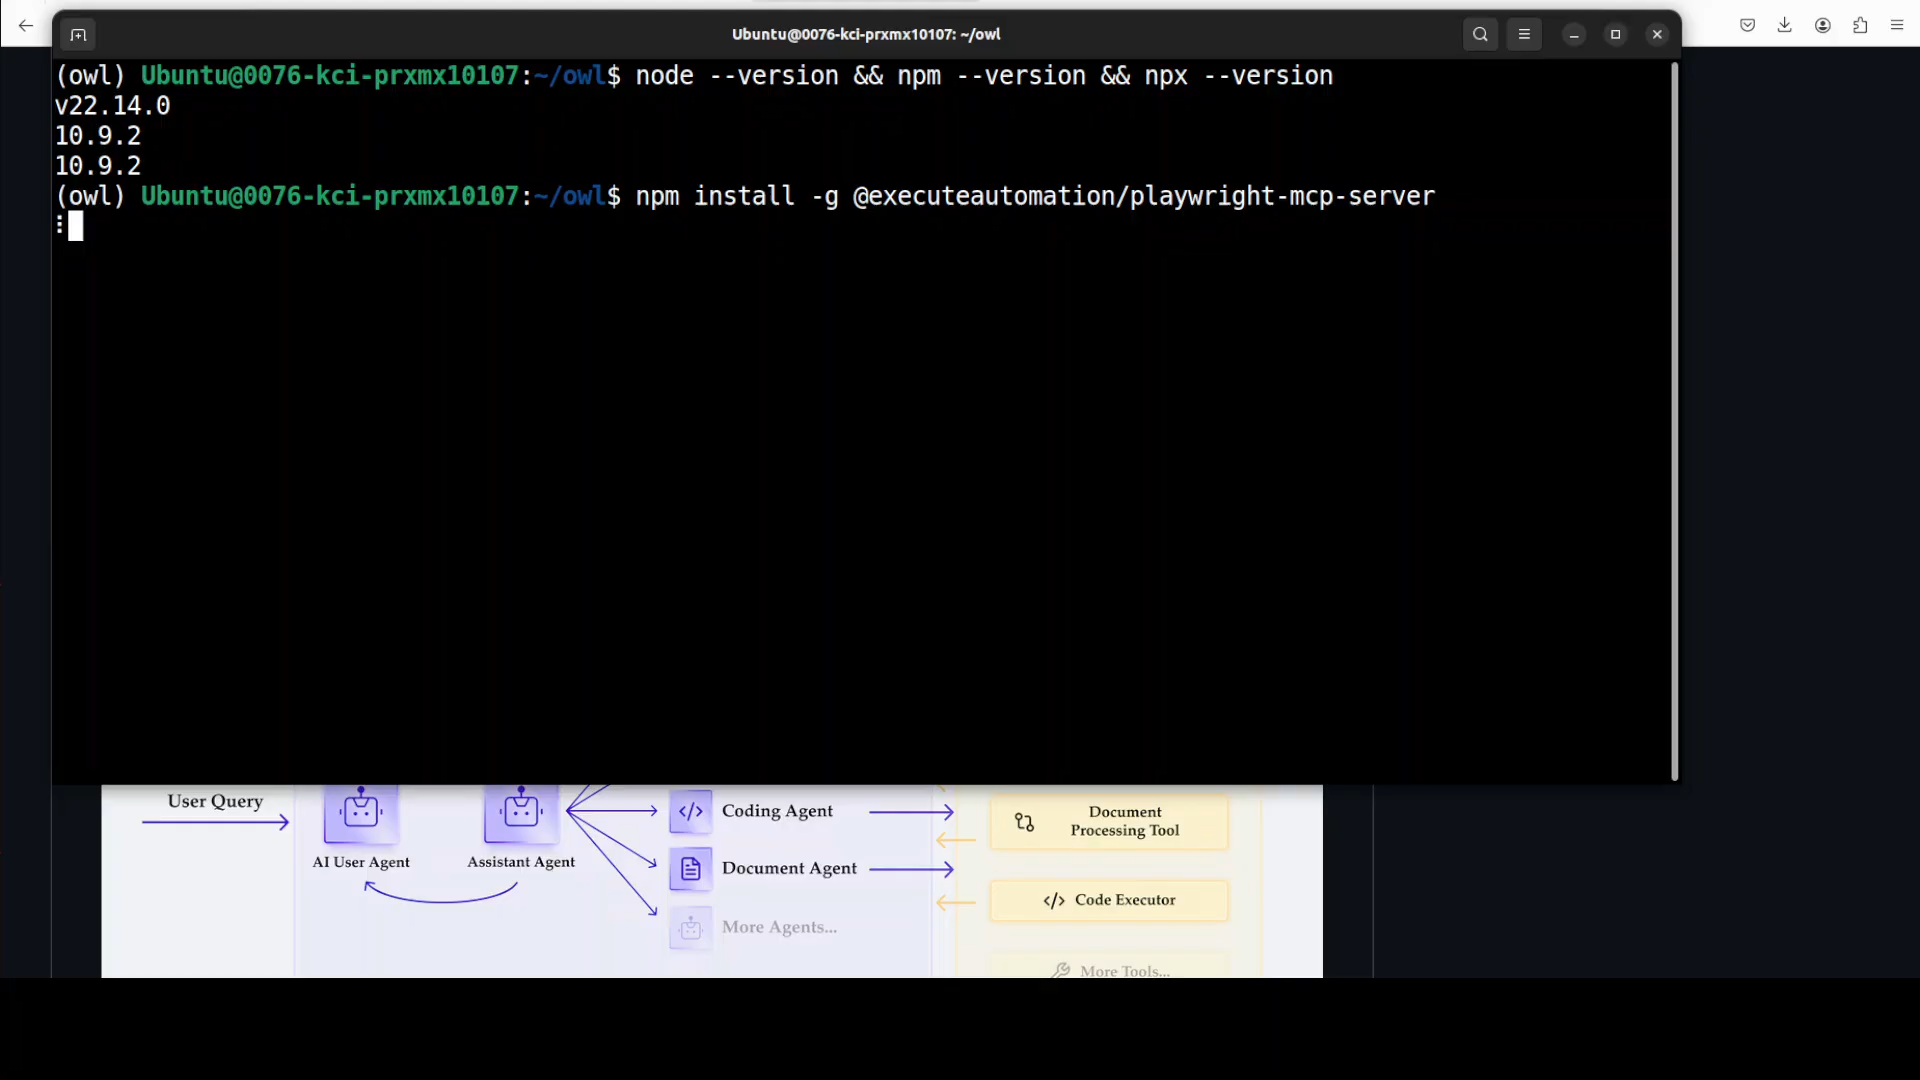 Ubuntu@0076-kci-prxmx10107: ~/owl
(owl) Ubuntu@0076-kci-prxmx10107:~/owl$ node --version && npm --version && npx --version
v22.14.0
10.9.2
10.9.2
(owl) Ubuntu@0076-kci-prxmx10107:~/owl$ npm install -g @executeautomation/playwright-mcp-server
User Query
AI User Agent
Assistant Agent
Coding Agent
Document Agent
More Agents...
Document
Processing Tool
Code Executor
More Tools...